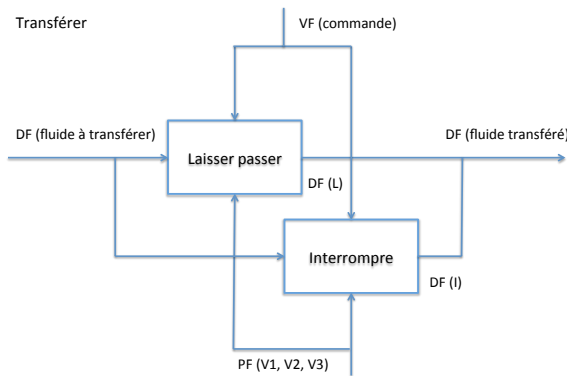 Transférer
VF (commande)
DF (fluide à transférer)
DF (fluide transféré)
Laisser passer
DF (L)
Interrompre
DF (I)
PF (V1, V2, V3)